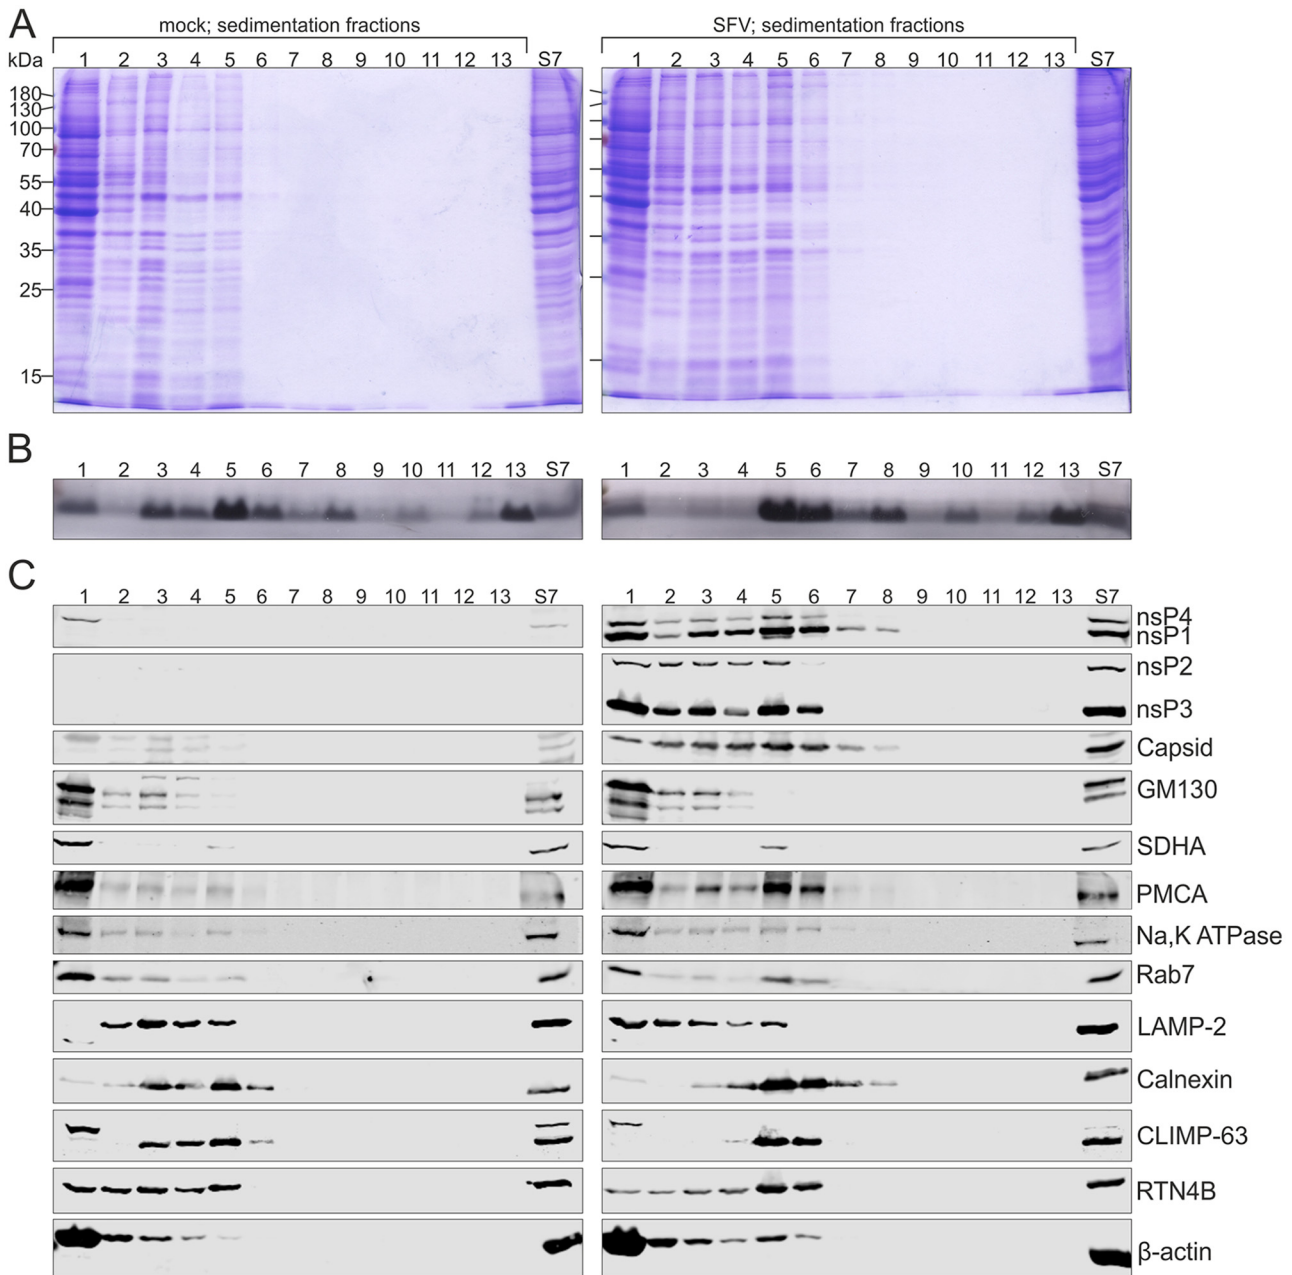 A
mock; sedimentation fractions
SFV; sedimentation fractions
kDa
1 2 3 4 5 6 7 8 9 10 11 12 13 S7
1 2 3 4 5 6 7 8 9 10 11 12 13 S7
180
130
100
70
55
40
35
25
15
B
1 2 3 4 5 6 7 8 9 10 11 12 13 S7
1 2 3 4 5 6 7 8 9 10 11 12 13 S7
C
1 2 3 4 5 6 7 8 9 10 11 12 13 S7
1 2 3 4 5 6 7 8 9 10 11 12 13 S7
nsP4
nsP1
nsP2
nsP3
Capsid
GM130
SDHA
PMCA
Na,K ATPase
Rab7
LAMP-2
Calnexin
CLIMP-63
RTN4B
β-actin